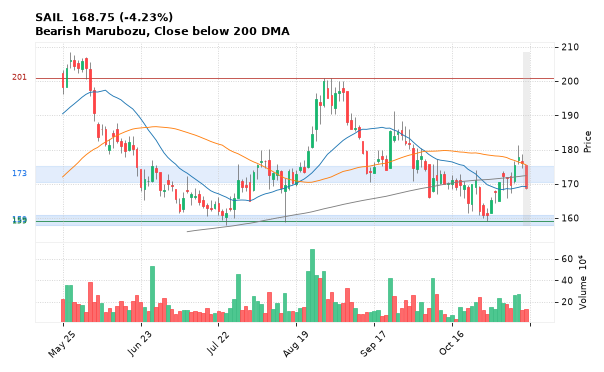 SAIL 168.75 (-4.23%)
Bearish Marubozu, Close below 200 DMA
210
201
200
190
180
173
170
160
159
Price
60
40
20
Volume 10⁴
May 25
Jun 23
Jul 22
Aug 19
Sep 17
Oct 16